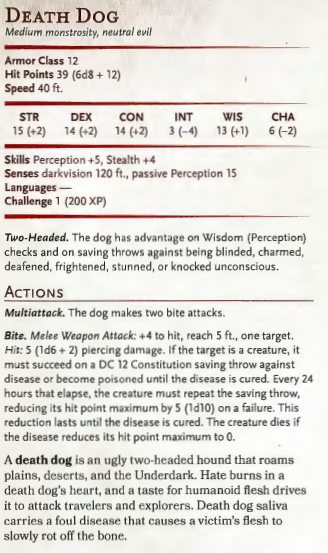 DEATH DOG
Medium monstrosity, neutral evil
Armor Class 12
Hit Points 39 (6d8 + 12)
Speed 40 ft.
STR DEX CON INT WIS CHA
15 (+2) 14 (+2) 14 (+2) 3 (−4) 13 (+1) 6 (−2)
Skills Perception +5, Stealth +4
Senses darkvision 120 ft., passive Perception 15
Languages —
Challenge 1 (200 XP)
Two-Headed. The dog has advantage on Wisdom (Perception)
checks and on saving throws against being blinded, charmed,
deafened, frightened, stunned, or knocked unconscious.
ACTIONS
Multiattack. The dog makes two bite attacks.
Bite. Melee Weapon Attack: +4 to hit, reach 5 ft., one target.
Hit: 5 (1d6 + 2) piercing damage. If the target is a creature, it
must succeed on a DC 12 Constitution saving throw against
disease or become poisoned until the disease is cured. Every 24
hours that elapse, the creature must repeat the saving throw,
reducing its hit point maximum by 5 (1d10) on a failure. This
reduction lasts until the disease is cured. The creature dies if
the disease reduces its hit point maximum to 0.
A death dog is an ugly two-headed hound that roams
plains, deserts, and the Underdark. Hate burns in a
death dog's heart, and a taste for humanoid flesh drives
it to attack travelers and explorers. Death dog saliva
carries a foul disease that causes a victim's flesh to
slowly rot off the bone.